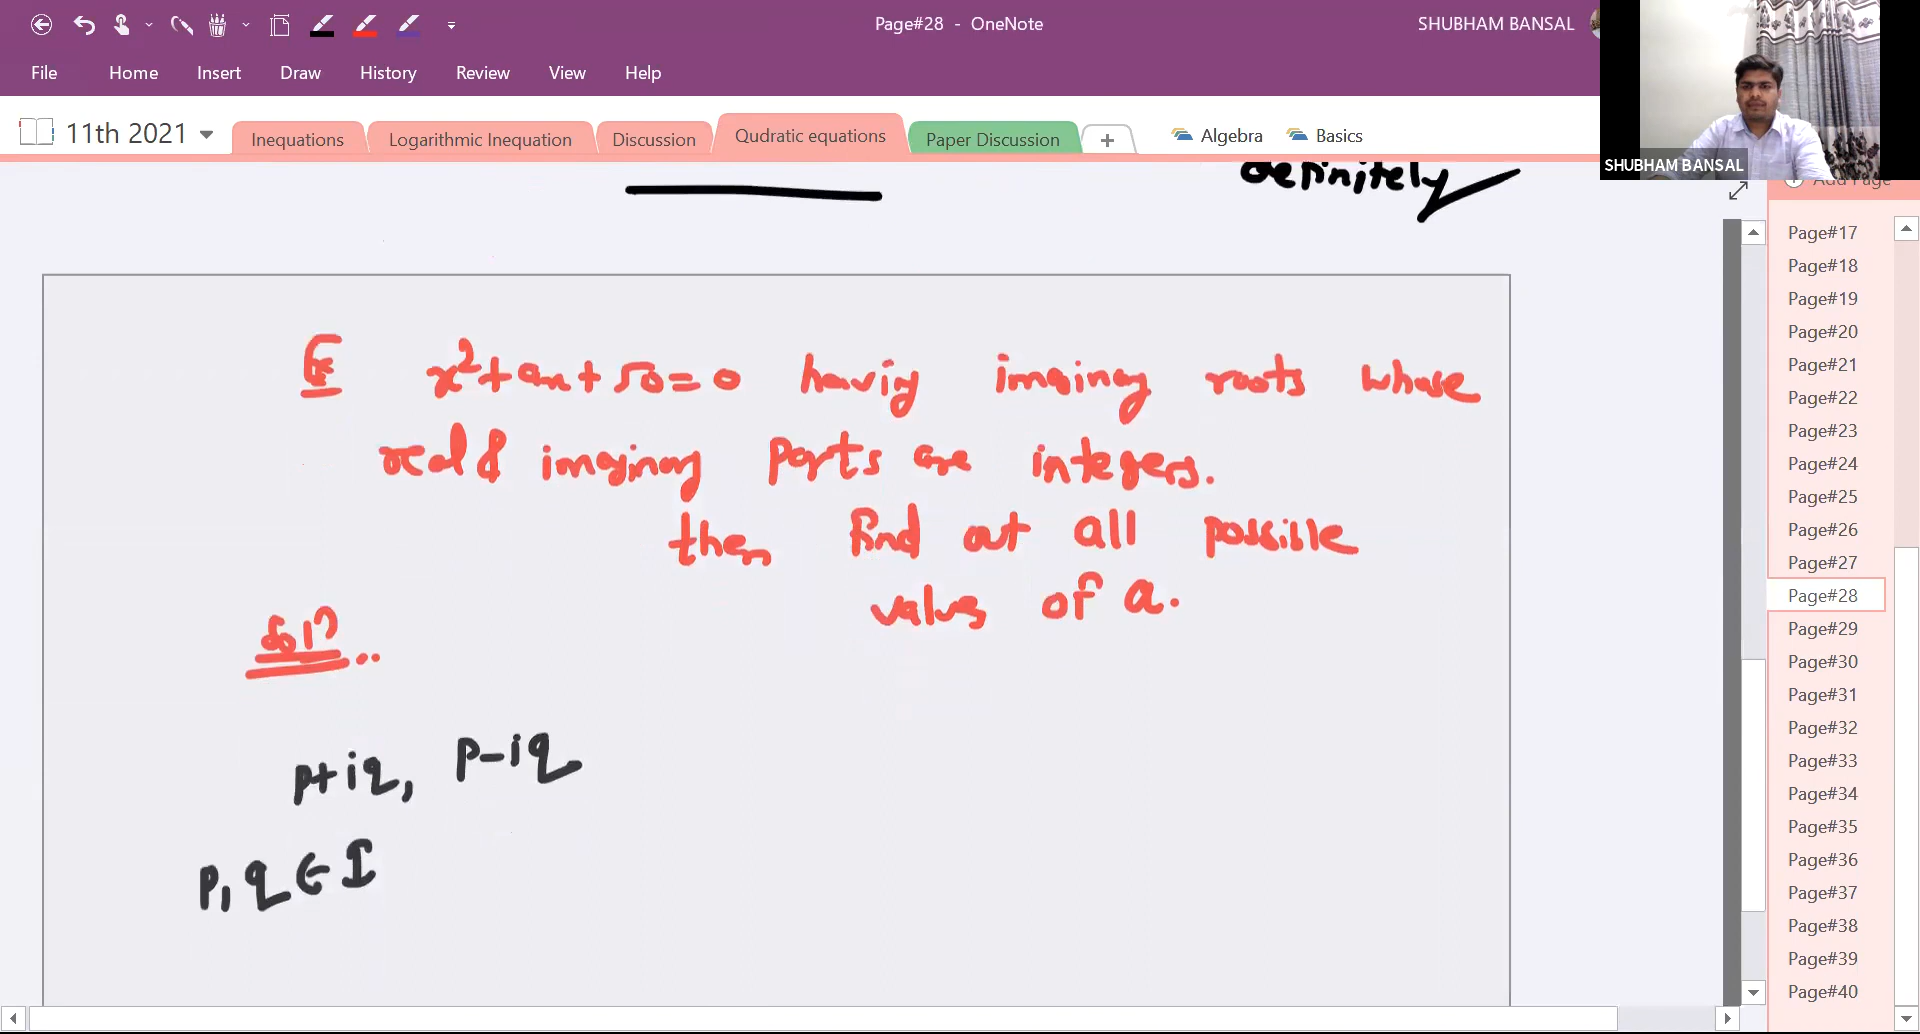 Page#28 - OneNote
SHUBHAM BANSAL
File Home Insert Draw History Review View Help
11th 2021
Inequations
Logarithmic Inequation
Discussion
Qudratic equations
Paper Discussion
+
Algebra
Basics
SHUBHAM BANSAL
Add Page
definitely
Ex x²+ax+50=0 having imaginary roots whose
real & imaginary parts are integers.
then find out all possible
values of a.
Solⁿ..
p+iq, p-iq
p, q ∈ I
Page#17
Page#18
Page#19
Page#20
Page#21
Page#22
Page#23
Page#24
Page#25
Page#26
Page#27
Page#28
Page#29
Page#30
Page#31
Page#32
Page#33
Page#34
Page#35
Page#36
Page#37
Page#38
Page#39
Page#40